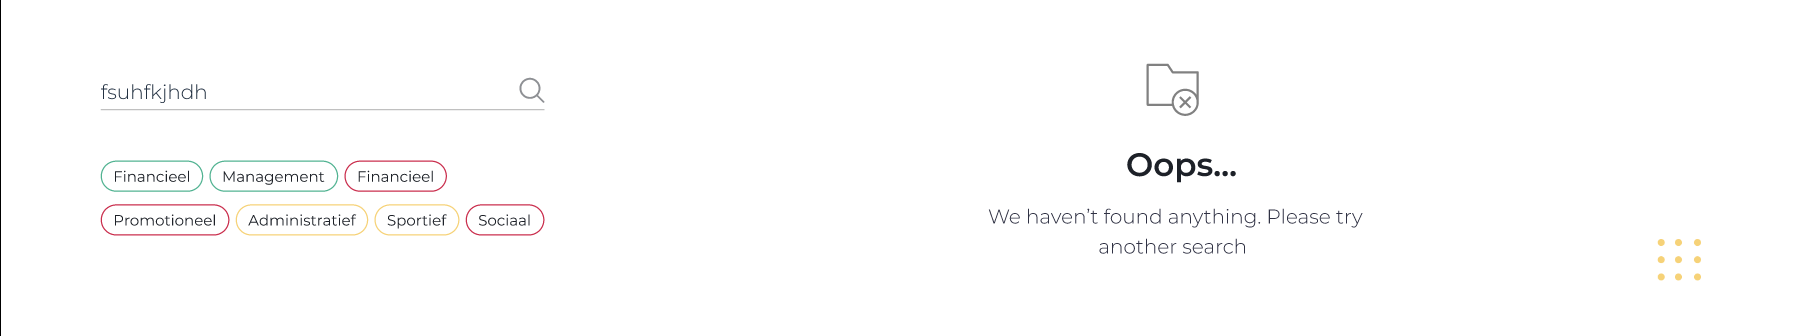 fsuhfkjhdh
Financieel Management Financieel
Promotioneel Administratief Sportief Sociaal
Oops...
We haven’t found anything. Please try
another search